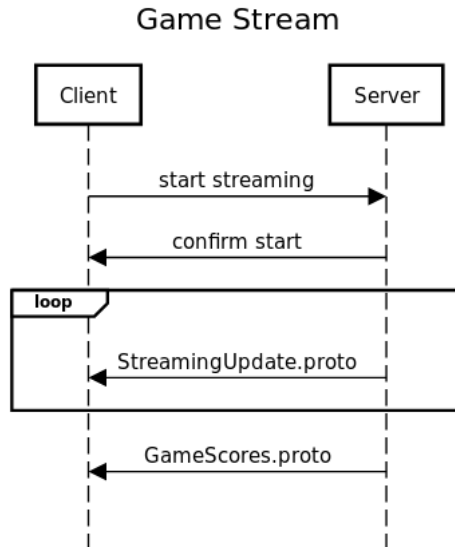 Game Stream
Client
Server
start streaming
confirm start
loop
StreamingUpdate.proto
GameScores.proto